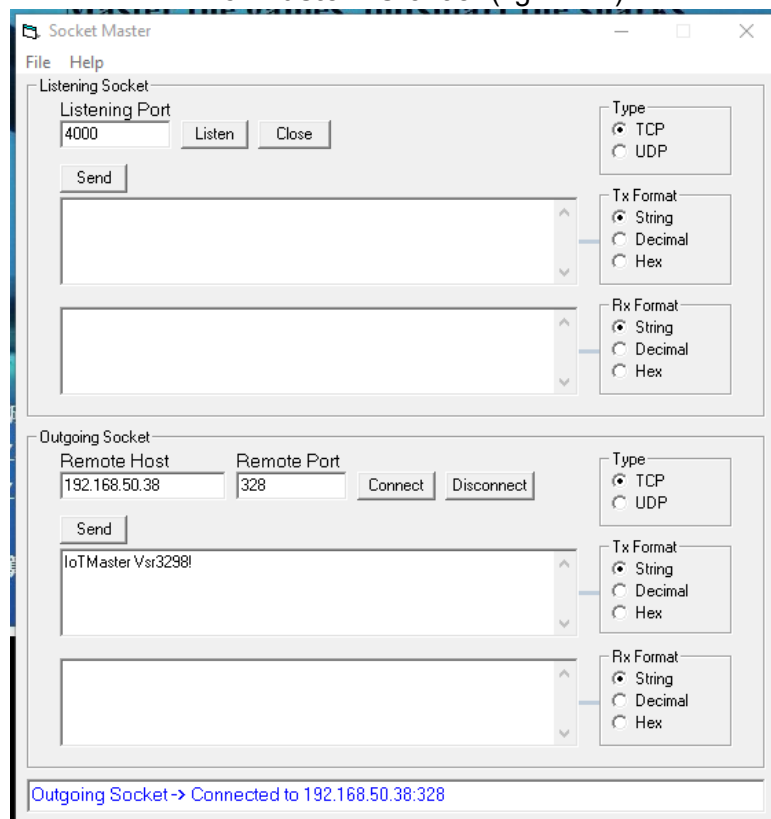 Socket Master
File Help
Listening Socket
Listening Port
4000
Listen
Close
Type
TCP
UDP
Send
Tx Format
String
Decimal
Hex
Rx Format
String
Decimal
Hex
Outgoing Socket
Remote Host
Remote Port
192.168.50.38
328
Connect
Disconnect
Type
TCP
UDP
Send
IoTMaster Vsr3298!
Tx Format
String
Decimal
Hex
Rx Format
String
Decimal
Hex
Outgoing Socket -> Connected to 192.168.50.38:328